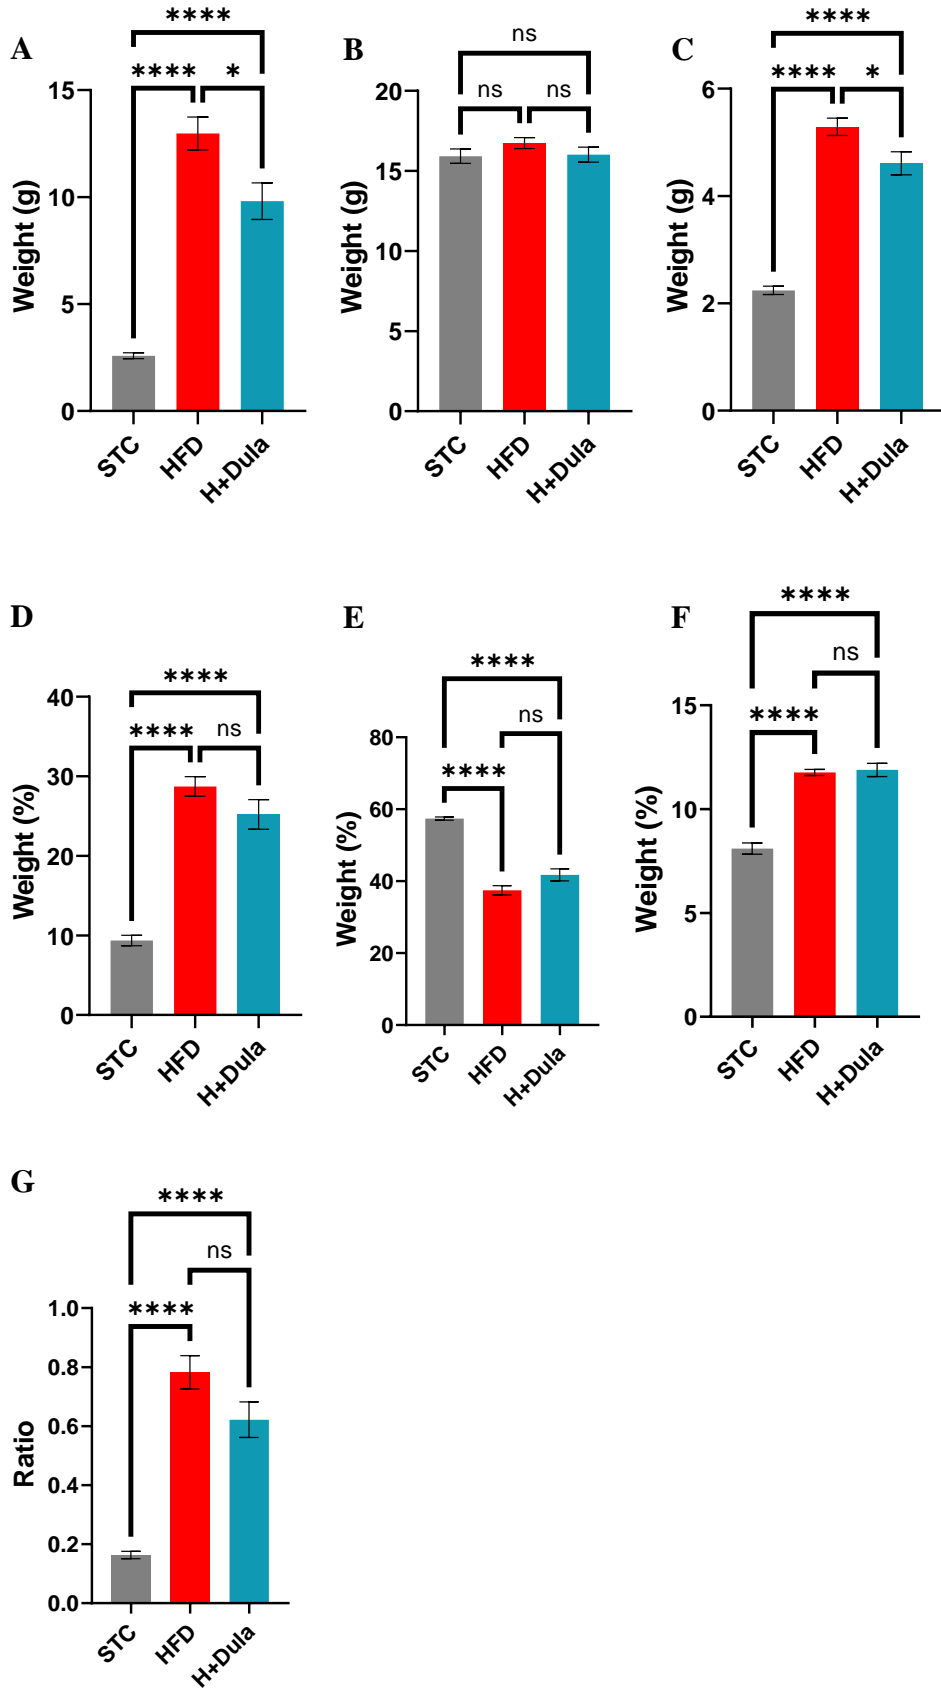 A
****
****
*
Weight (g)
15
10
5
0
STC
HFD
H+Dula
B
ns
ns
ns
Weight (g)
20
15
10
5
0
STC
HFD
H+Dula
C
****
****
*
Weight (g)
6
4
2
0
STC
HFD
H+Dula
D
****
****
ns
Weight (%)
40
30
20
10
0
STC
HFD
H+Dula
E
****
ns
****
Weight (%)
80
60
40
20
0
STC
HFD
H+Dula
F
****
ns
****
Weight (%)
15
10
5
0
STC
HFD
H+Dula
G
****
ns
****
Ratio
1.0
0.8
0.6
0.4
0.2
0.0
STC
HFD
H+Dula